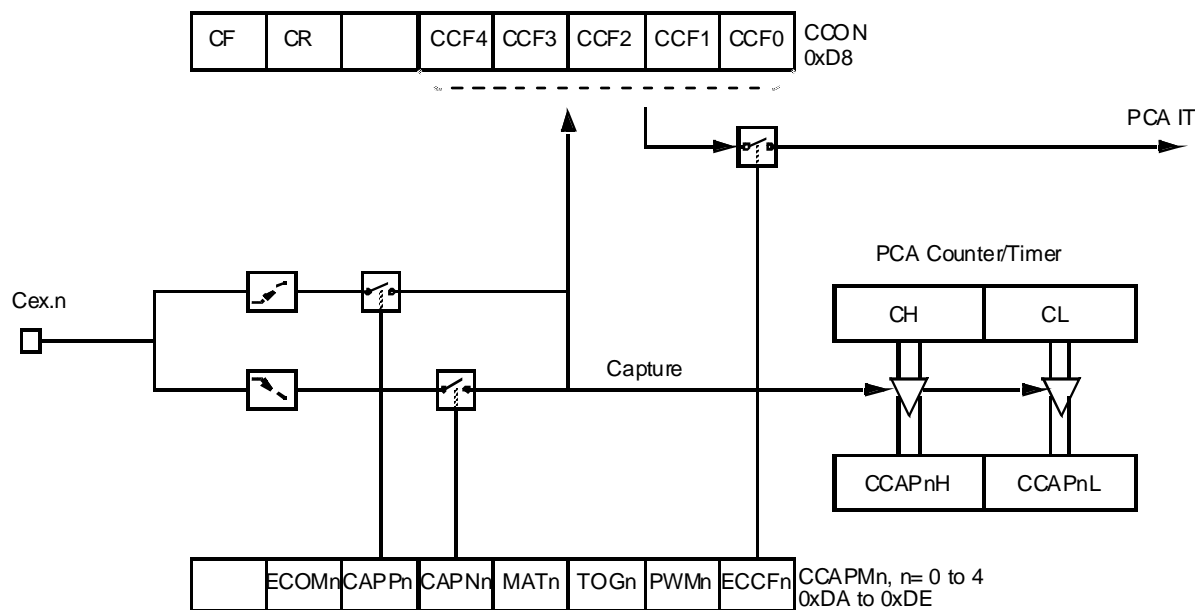 CF CR CCF4 CCF3 CCF2 CCF1 CCF0 CCON
0xD8
PCA IT
PCA Counter/Timer
Cex.n
CH CL
Capture
CCAPnH CCAPnL
ECOMn CAPPn CAPNn MATn TOGn PWMn ECCFn CCAPMn, n= 0 to 4
0xDA to 0xDE